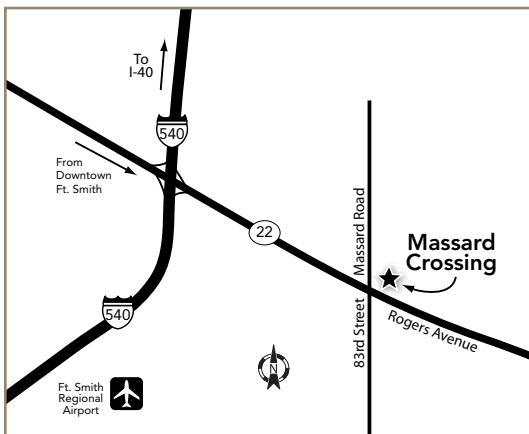 To
I-40
540
From
Downtown
Ft. Smith
22
Massard Road
Massard
Crossing
540
83rd Street
Rogers Avenue
N
Ft. Smith
Regional
Airport